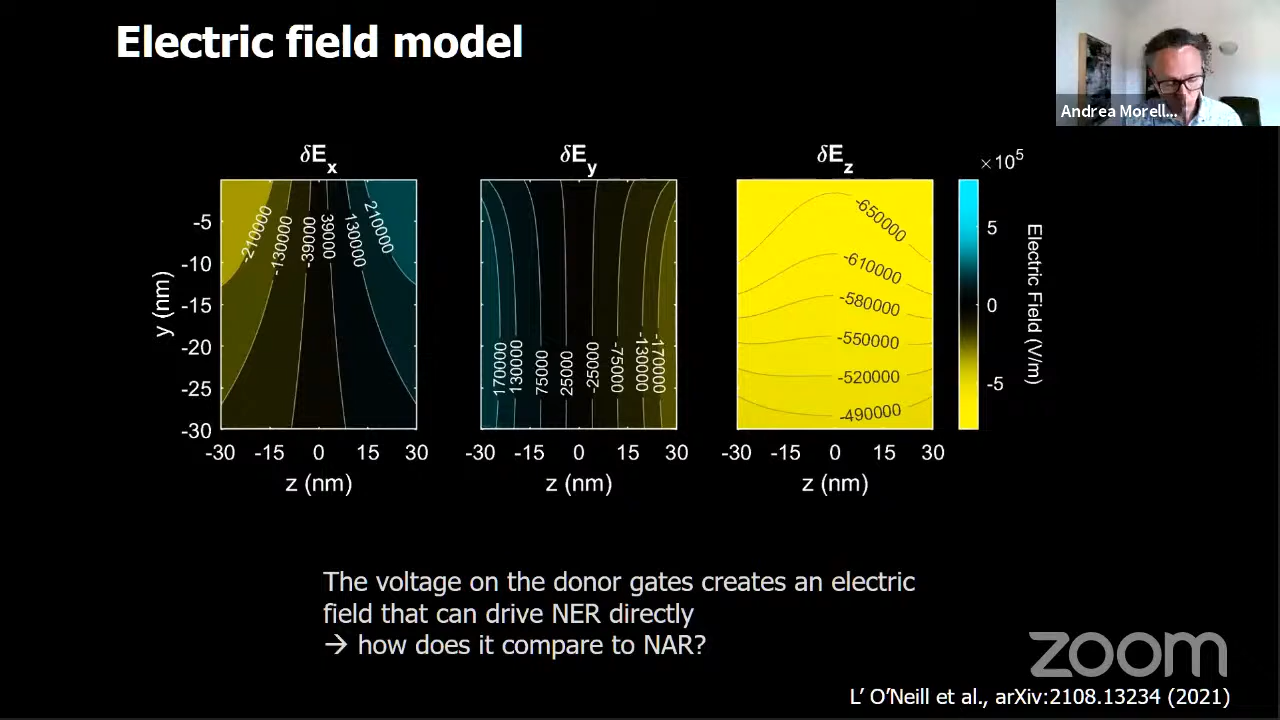 Electric field model
Andrea Morell...
δEx
δEy
δEz
×10^5
-210000
-130000
-39000
39000
130000
210000
170000
130000
75000
25000
-25000
-75000
-130000
-170000
-650000
-610000
-580000
-550000
-520000
-490000
5
0
-5
Electric Field (V/m)
y (nm)
-5
-10
-15
-20
-25
-30
-30 -15 0 15 30
-30 -15 0 15 30
-30 -15 0 15 30
z (nm)
z (nm)
z (nm)
The voltage on the donor gates creates an electric
field that can drive NER directly
→ how does it compare to NAR?
zoom
L' O'Neill et al., arXiv:2108.13234 (2021)